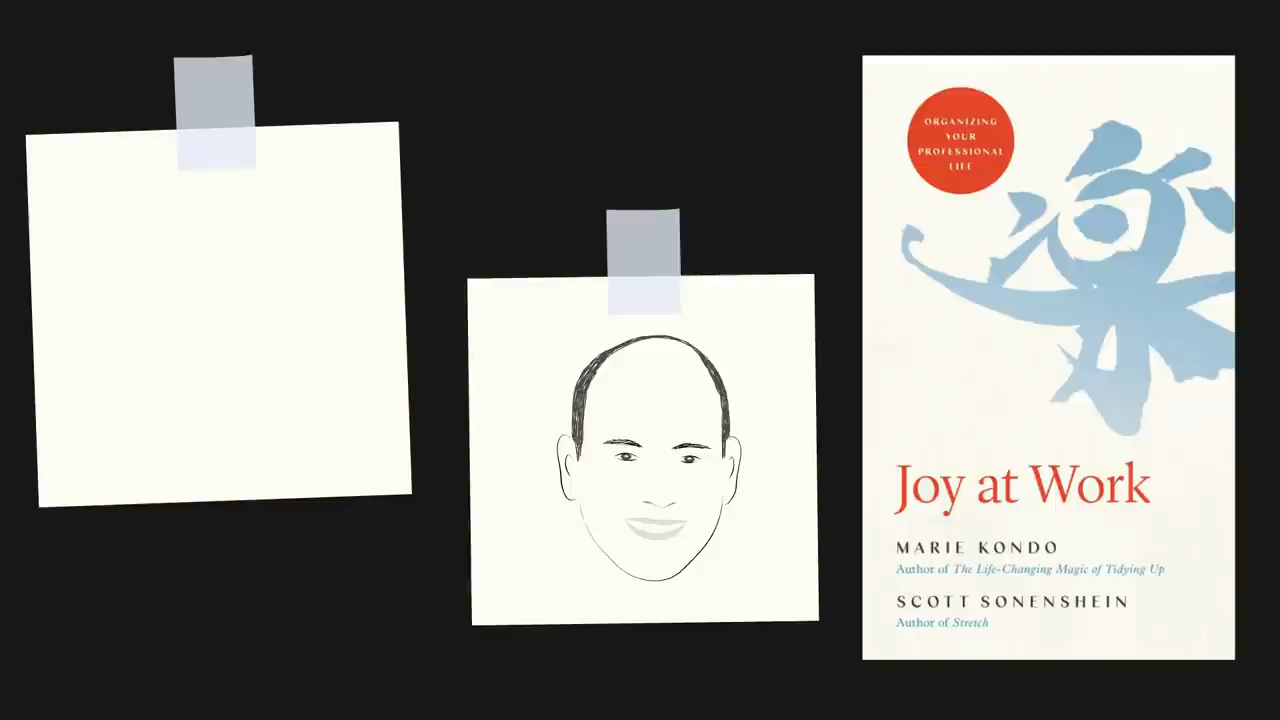 ORGANIZING
YOUR
PROFESSIONAL
LIFE
楽
Joy at Work
MARIE KONDO
Author of The Life-Changing Magic of Tidying Up
SCOTT SONENSHEIN
Author of Stretch